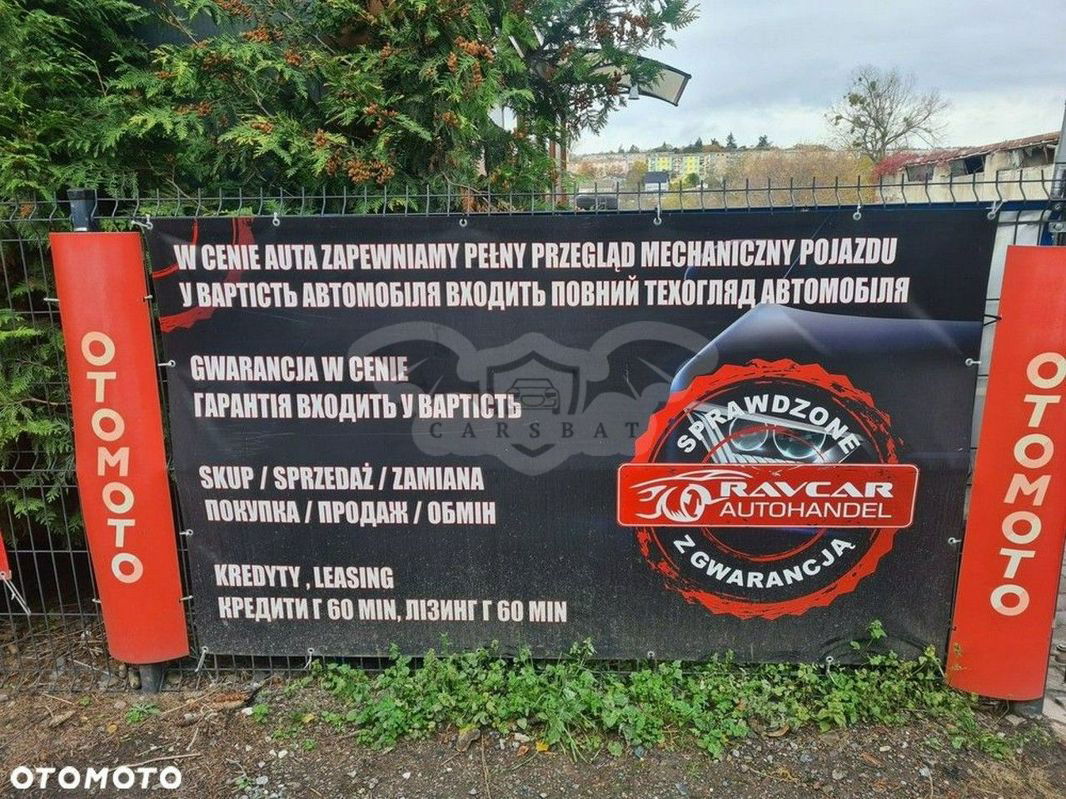 W CENIE AUTA ZAPEWNIAMY PEŁNY PRZEGLĄD MECHANICZNY POJAZDU
У ВАРТІСТЬ АВТОМОБІЛЯ ВХОДИТЬ ПОВНИЙ ТЕХОГЛЯД АВТОМОБІЛЯ
GWARANCJA W CENIE
ГАРАНТІЯ ВХОДИТЬ У ВАРТІСТЬ
CARSBAT
SKUP / SPRZEDAŻ / ZAMIANA
ПОКУПКА / ПРОДАЖ / ОБМІН
KREDYTY , LEASING
КРЕДИТИ Г 60 MIN, ЛІЗИНГ Г 60 MIN
SPRAWDZONE
RAVCAR
AUTOHANDEL
Z GWARANCJĄ
OTOMOTO
OTOMOTO
OTOMOTO